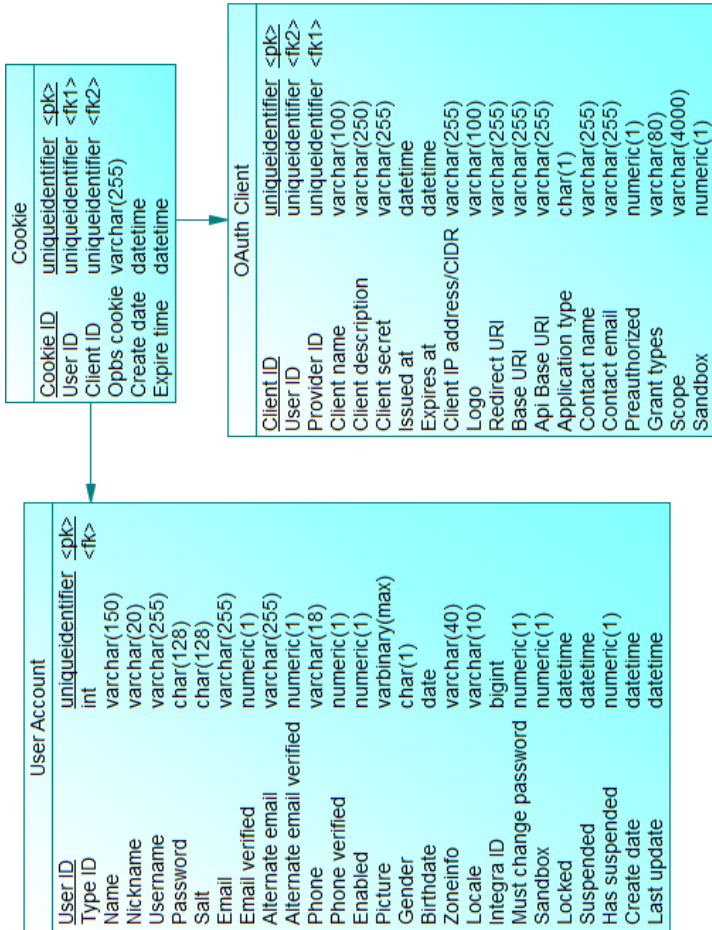 Cookie
Cookie ID uniqueidentifier <pk>
User ID uniqueidentifier <fk1>
Client ID uniqueidentifier <fk2>
Opbs cookie varchar(255)
Create date datetime
Expire time datetime
User Account
User ID uniqueidentifier <pk>
Type ID int <fk>
Name varchar(150)
Nickname varchar(20)
Username varchar(255)
Password char(128)
Salt char(128)
Email varchar(255)
Email verified numeric(1)
Alternate email varchar(255)
Alternate email verified numeric(1)
Phone varchar(18)
Phone verified numeric(1)
Enabled numeric(1)
Picture varbinary(max)
Gender char(1)
Birthdate date
Zoneinfo varchar(40)
Locale varchar(10)
Integra ID bigint
Must change password numeric(1)
Sandbox numeric(1)
Locked datetime
Suspended datetime
Has suspended numeric(1)
Create date datetime
Last update datetime
OAuth Client
Client ID uniqueidentifier <pk>
User ID uniqueidentifier <fk2>
Provider ID uniqueidentifier <fk1>
Client name varchar(100)
Client description varchar(250)
Client secret varchar(255)
Issued at datetime
Expires at datetime
Client IP address/CIDR varchar(255)
Logo varchar(100)
Redirect URI varchar(255)
Base URI varchar(255)
Api Base URI varchar(255)
Application type char(1)
Contact name varchar(255)
Contact email varchar(255)
Preauthorized numeric(1)
Grant types varchar(80)
Scope varchar(4000)
Sandbox numeric(1)